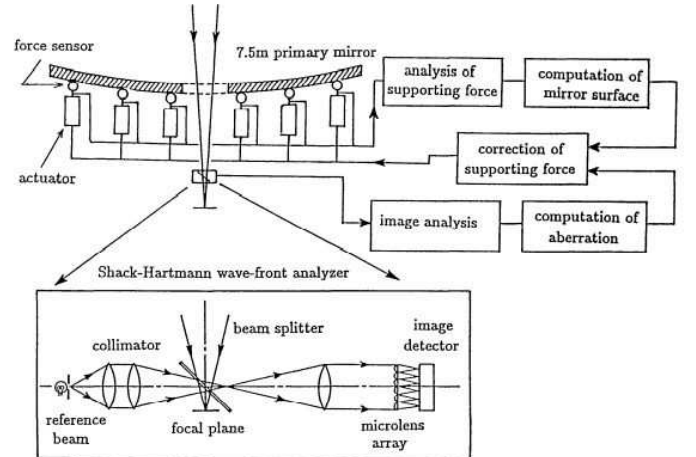 force sensor
7.5m primary mirror
analysis of
supporting force
computation of
mirror surface
correction of
supporting force
actuator
image analysis
computation of
aberration
Shack-Hartmann wave-front analyzer
beam splitter
image
detector
collimator
reference
beam
focal plane
microlens
array